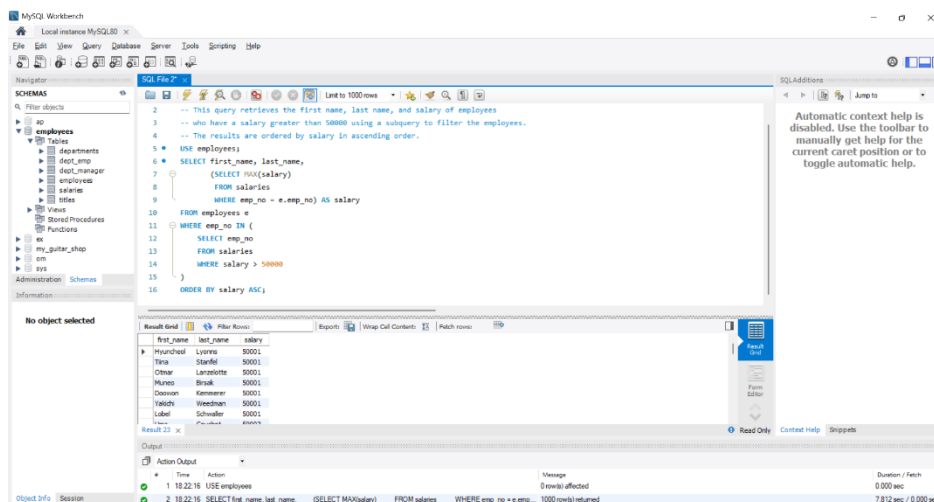 MySQL Workbench
Local instance MySQL80 ×
File Edit View Query Database Server Tools Scripting Help
Navigator
SCHEMAS
Filter objects
ap
employees
Tables
departments
dept_emp
dept_manager
employees
salaries
titles
Views
Stored Procedures
Functions
ex
my_guitar_shop
om
sys
Administration Schemas
Information
No object selected
Object Info Session
SQL File 2* ×
Limit to 1000 rows
2 -- This query retrieves the first name, last name, and salary of employees
3 -- who have a salary greater than 50000 using a subquery to filter the employees.
4 -- The results are ordered by salary in ascending order.
5 USE employees;
6 SELECT first_name, last_name,
7 (SELECT MAX(salary)
8 FROM salaries
9 WHERE emp_no = e.emp_no) AS salary
10 FROM employees e
11 WHERE emp_no IN (
12 SELECT emp_no
13 FROM salaries
14 WHERE salary > 50000
15 )
16 ORDER BY salary ASC;
Result Grid Filter Rows: Export: Wrap Cell Content: Fetch rows:
first_name last_name salary
Hyuncheol Lyonns 50001
Tina Stanfel 50001
Otmar Lanzelotte 50001
Muneo Birsak 50001
Doowon Kemmerer 50001
Yakichi Weedman 50001
Lobel Schwaller 50001
Result Grid
Form Editor
Result 23 ×
Read Only
SQLAdditions
Jump to
Automatic context help is
disabled. Use the toolbar to
manually get help for the
current caret position or to
toggle automatic help.
Context Help Snippets
Output
Action Output
# Time Action Message Duration / Fetch
1 18:22:16 USE employees 0 row(s) affected 0.000 sec
2 18:22:16 SELECT first_name, last_name, (SELECT MAX(salary) FROM salaries WHERE emp_no = e.emp... 1000 row(s) returned 7.812 sec / 0.000 se